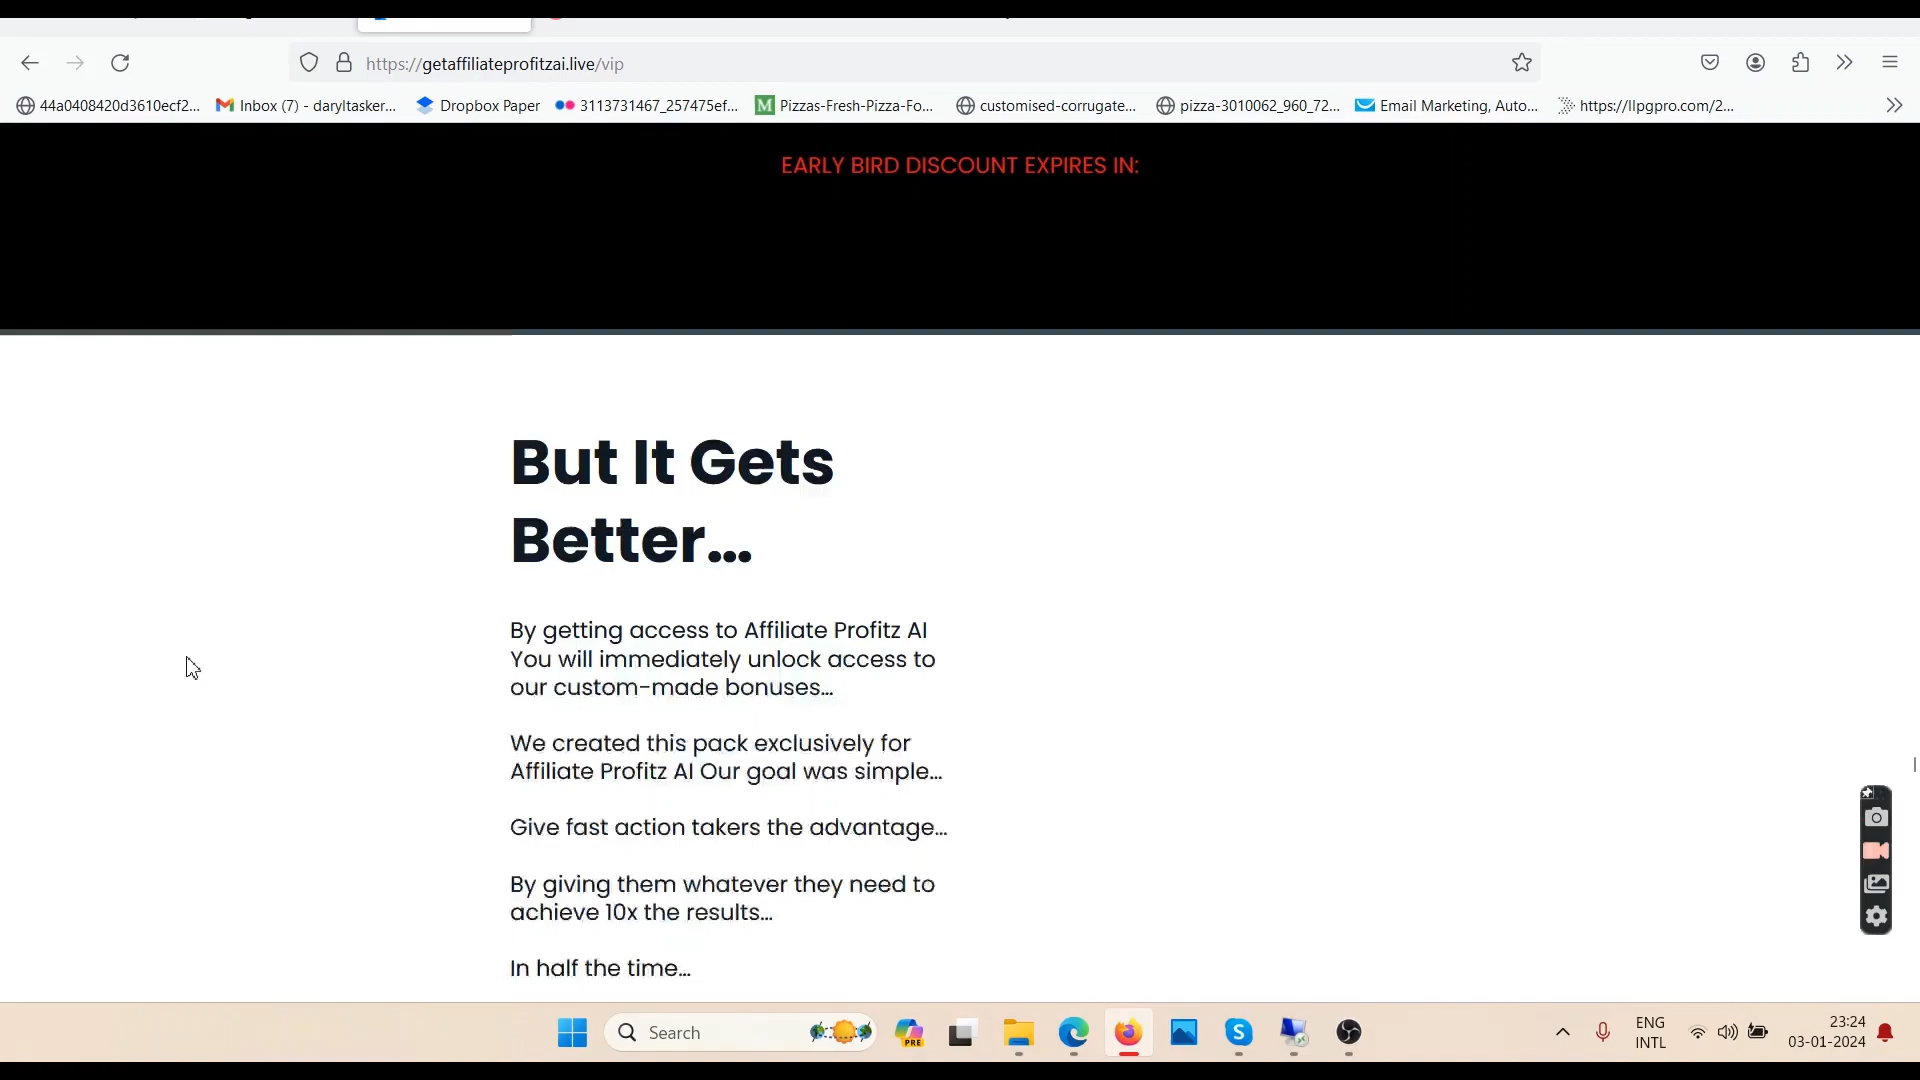 https://getaffiliateprofitzai.live/vip
44a0408420d3610ecf2...
Inbox (7) - daryltasker...
Dropbox Paper
3113731467_257475ef...
M
Pizzas-Fresh-Pizza-Fo...
customised-corrugate...
pizza-3010062_960_72...
Email Marketing, Auto...
https://llpgpro.com/2...
EARLY BIRD DISCOUNT EXPIRES IN:
But It Gets
Better...
By getting access to Affiliate Profitz AI
You will immediately unlock access to
our custom-made bonuses...
We created this pack exclusively for
Affiliate Profitz AI Our goal was simple...
Give fast action takers the advantage...
By giving them whatever they need to
achieve 10x the results...
In half the time...
Search
PRE
S
ENG
INTL
23:24
03-01-2024